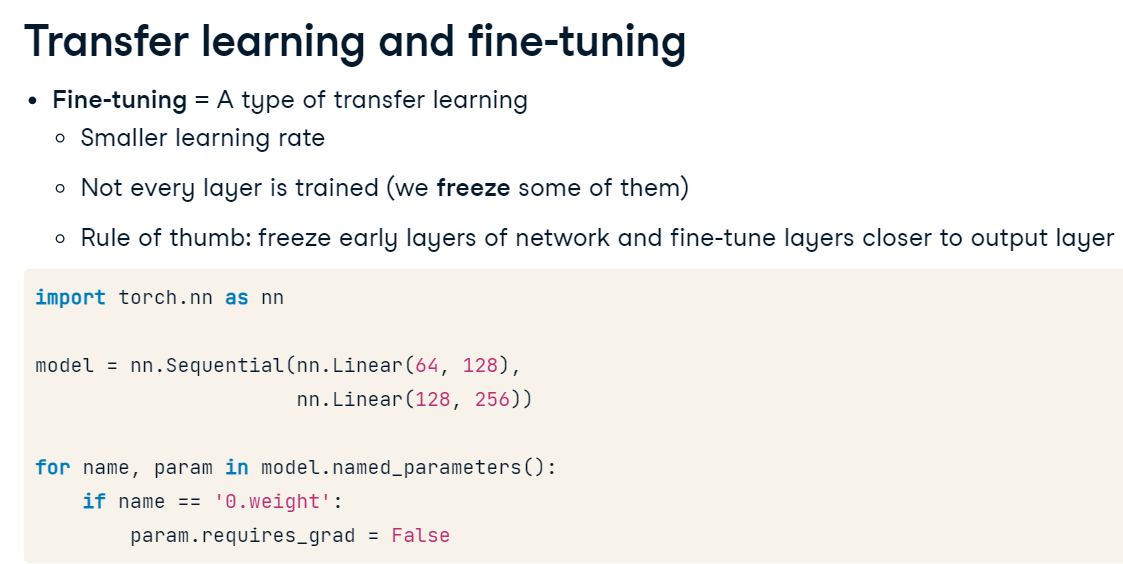 Transfer learning and fine-tuning
• Fine-tuning = A type of transfer learning
◦ Smaller learning rate
◦ Not every layer is trained (we freeze some of them)
◦ Rule of thumb: freeze early layers of network and fine-tune layers closer to output layer
import torch.nn as nn
model = nn.Sequential(nn.Linear(64, 128),
                      nn.Linear(128, 256))
for name, param in model.named_parameters():
    if name == '0.weight':
        param.requires_grad = False